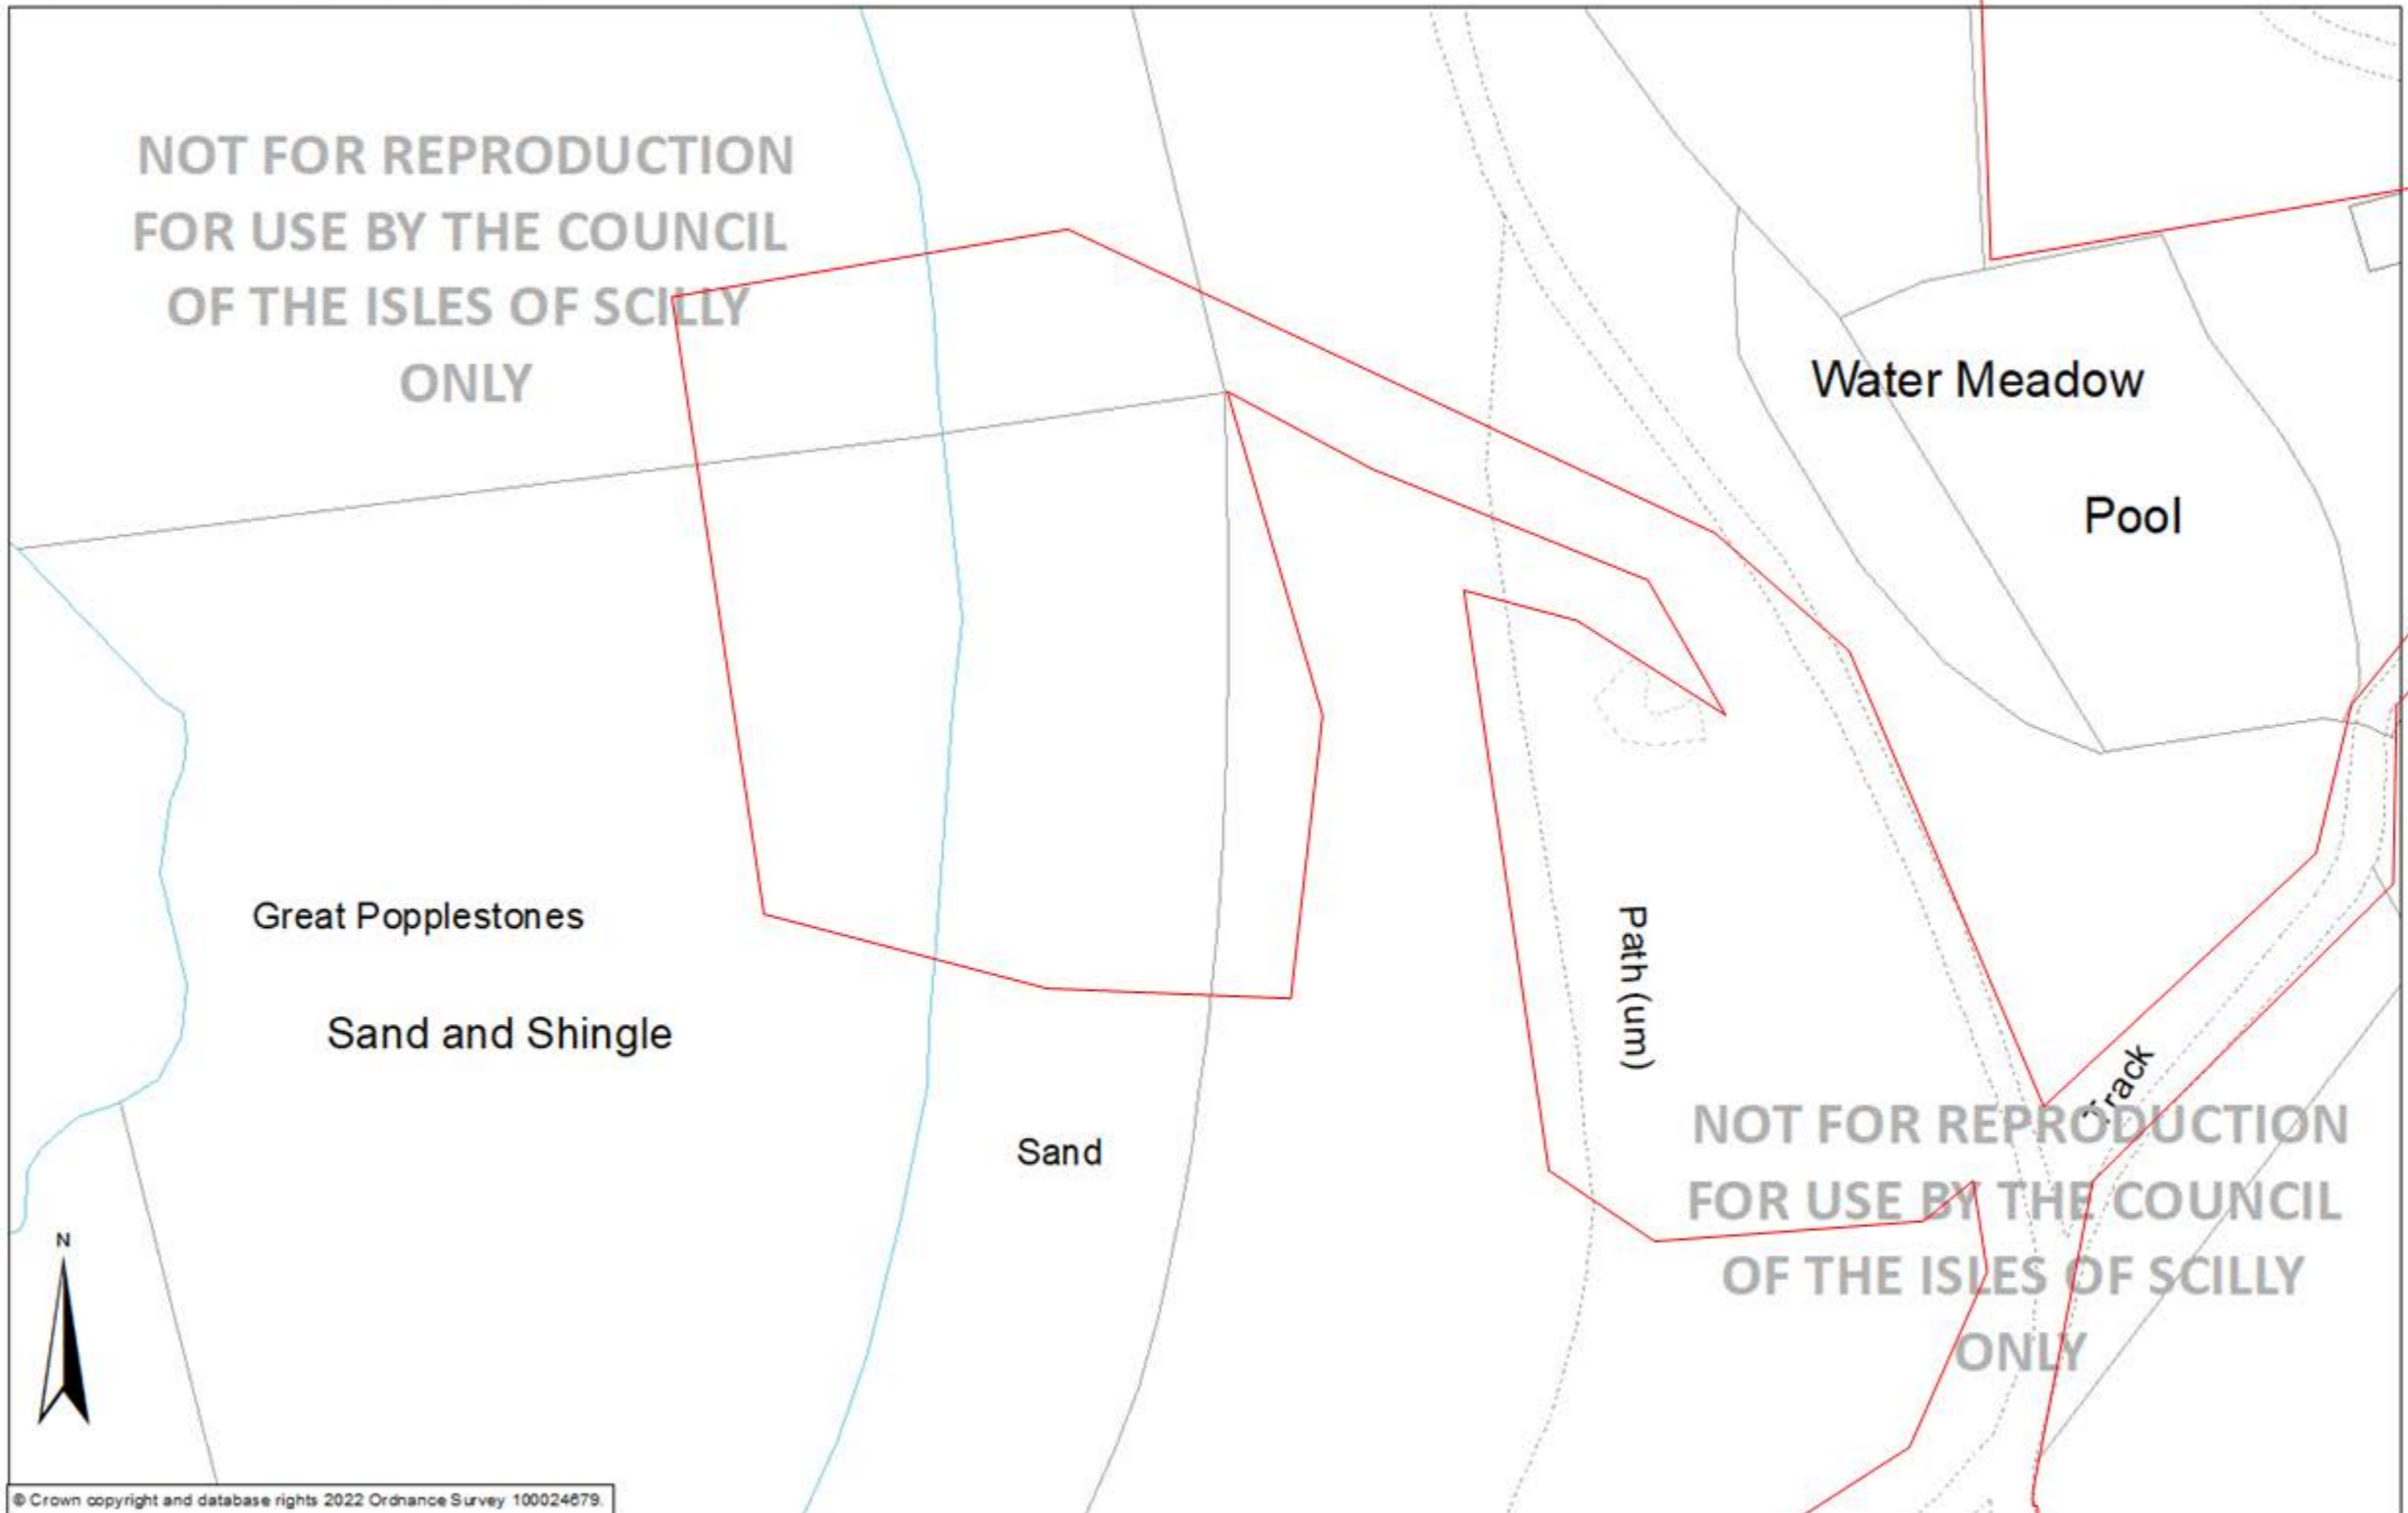 NOT FOR REPRODUCTION
FOR USE BY THE COUNCIL
OF THE ISLES OF SCILLY
ONLY
Water Meadow
Pool
Great Popplestones
Sand and Shingle
Path (um)
Sand
Track
NOT FOR REPRODUCTION
FOR USE BY THE COUNCIL
OF THE ISLES OF SCILLY
ONLY
N
© Crown copyright and database rights 2022 Ordnance Survey 100024679.